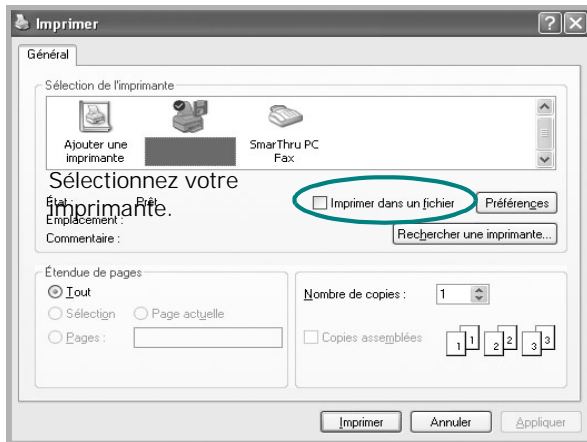 Imprimer
Général
Sélection de l'imprimante
Ajouter une
imprimante
SmarThru PC
Fax
Sélectionnez votre
imprimante.
État : Prêt
Emplacement :
Commentaire :
Imprimer dans un fichier
Préférences
Rechercher une imprimante...
Étendue de pages
Tout
Sélection Page actuelle
Pages :
Nombre de copies : 1
Copies assemblées
1 1 2 2 3 3
Imprimer Annuler Appliquer